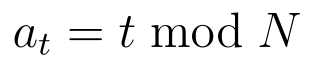 a_t = t mod N